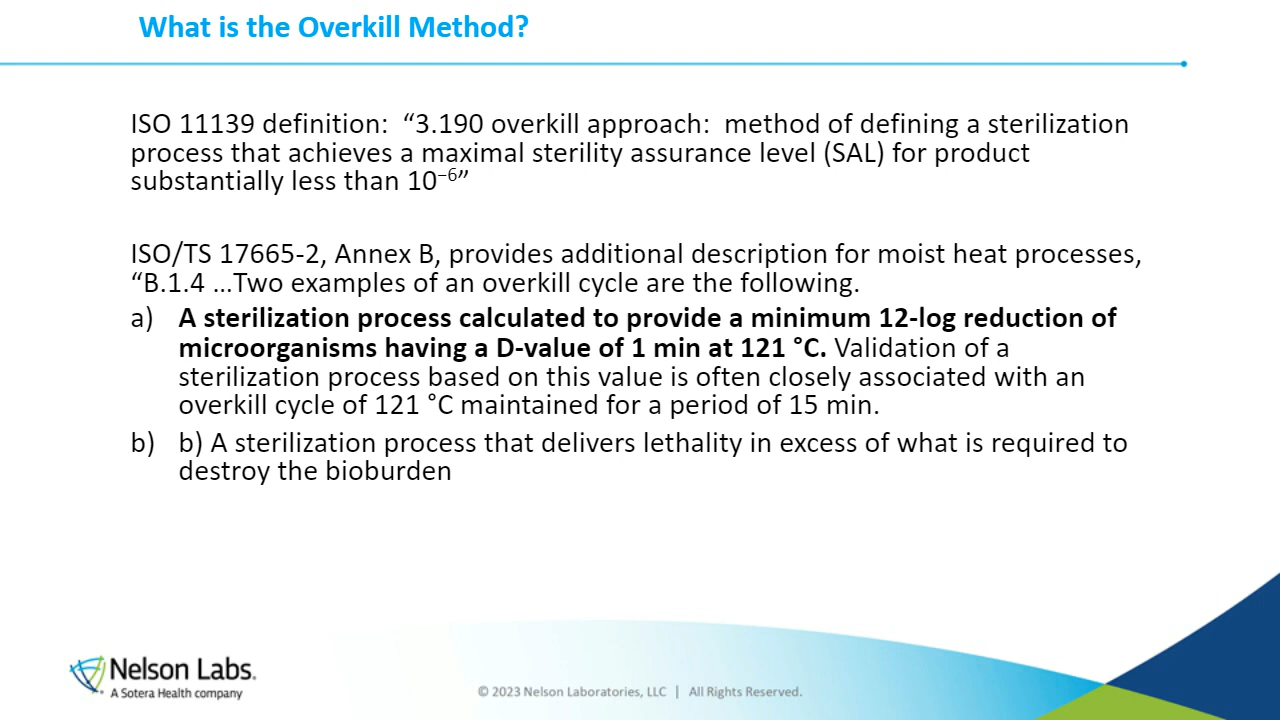 What is the Overkill Method?
ISO 11139 definition:  “3.190 overkill approach:  method of defining a sterilization
process that achieves a maximal sterility assurance level (SAL) for product
substantially less than 10⁻⁶”
ISO/TS 17665-2, Annex B, provides additional description for moist heat processes,
“B.1.4 …Two examples of an overkill cycle are the following.
a) A sterilization process calculated to provide a minimum 12-log reduction of
microorganisms having a D-value of 1 min at 121 °C. Validation of a
sterilization process based on this value is often closely associated with an
overkill cycle of 121 °C maintained for a period of 15 min.
b) b) A sterilization process that delivers lethality in excess of what is required to
destroy the bioburden
Nelson Labs.
A Sotera Health company
© 2023 Nelson Laboratories, LLC | All Rights Reserved.